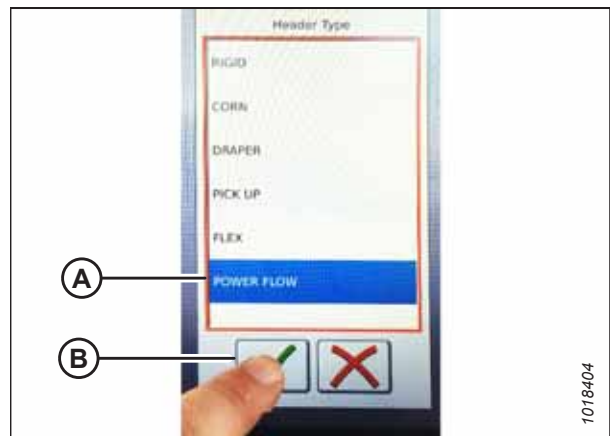 Header Type
RIGID
CORN
DRAPER
PICK UP
FLEX
A
POWER FLOW
B
1018404